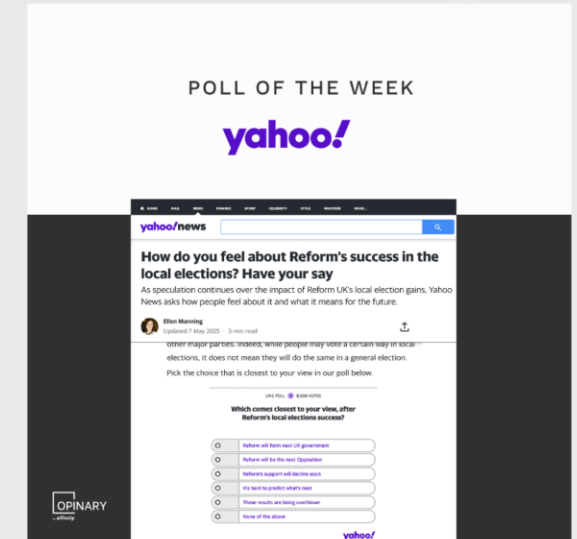 POLL OF THE WEEK
yahoo!
HOME MAIL NEWS FINANCE SPORT CELEBRITY STYLE WEATHER MORE...
yahoo!news
How do you feel about Reform's success in the
local elections? Have your say
As speculation continues over the impact of Reform UK's local election gains, Yahoo
News asks how people feel about it and what it means for the future.
Ellen Manning
Updated 7 May 2025 · 3-min read
other major parties. Indeed, while people may vote a certain way in local
elections, it does not mean they will do the same in a general election.
Pick the choice that is closest to your view in our poll below.
LIVE POLL VOTES
Which comes closest to your view, after
Reform's local elections success?
Reform will form next UK government
Reform will be the next Opposition
Reform's support will decline soon
It's hard to predict what's next
These results are being overblown
None of the above
yahoo!
OPINARY
by affinity